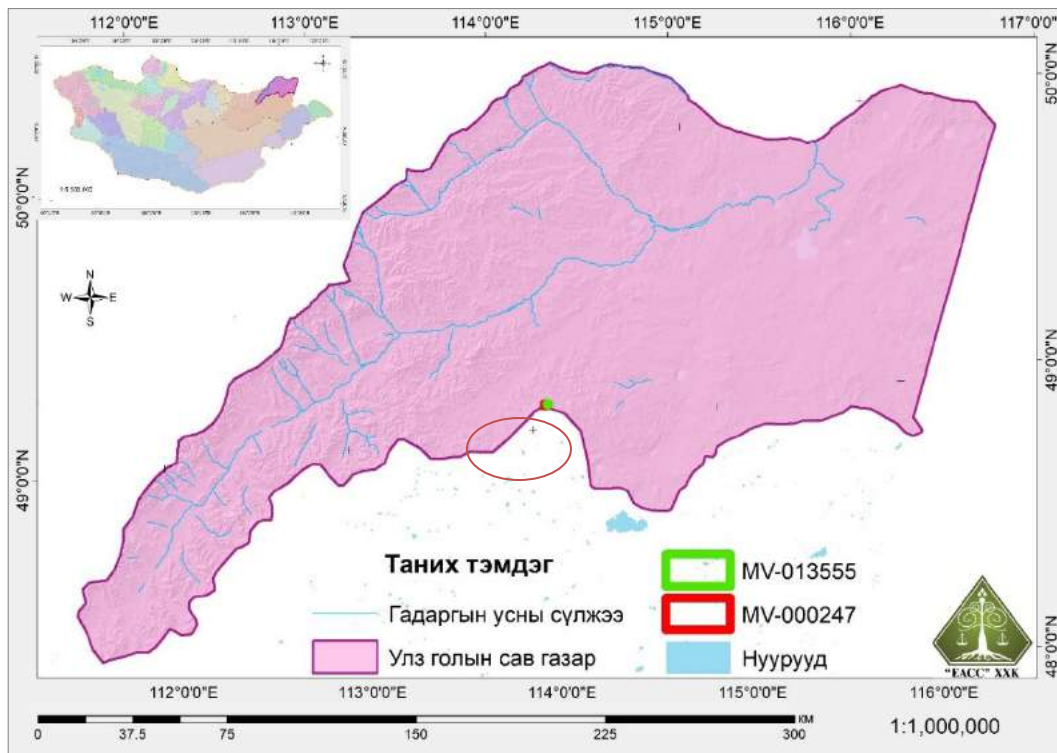 112°0'0"E 113°0'0"E 114°0'0"E 115°0'0"E 116°0'0"E 117°0'0"E
50°0'0"N
50°0'0"N
N
W E
S
49°0'0"N
49°0'0"N
48°0'0"N
Таних тэмдэг
Гадаргын усны сүлжээ
Улз голын сав газар
MV-013555
MV-000247
Нуурууд
"ЕАСС" ХХК
112°0'0"E 113°0'0"E 114°0'0"E 115°0'0"E 116°0'0"E
0 37.5 75 150 225 300
КМ
1:1,000,000